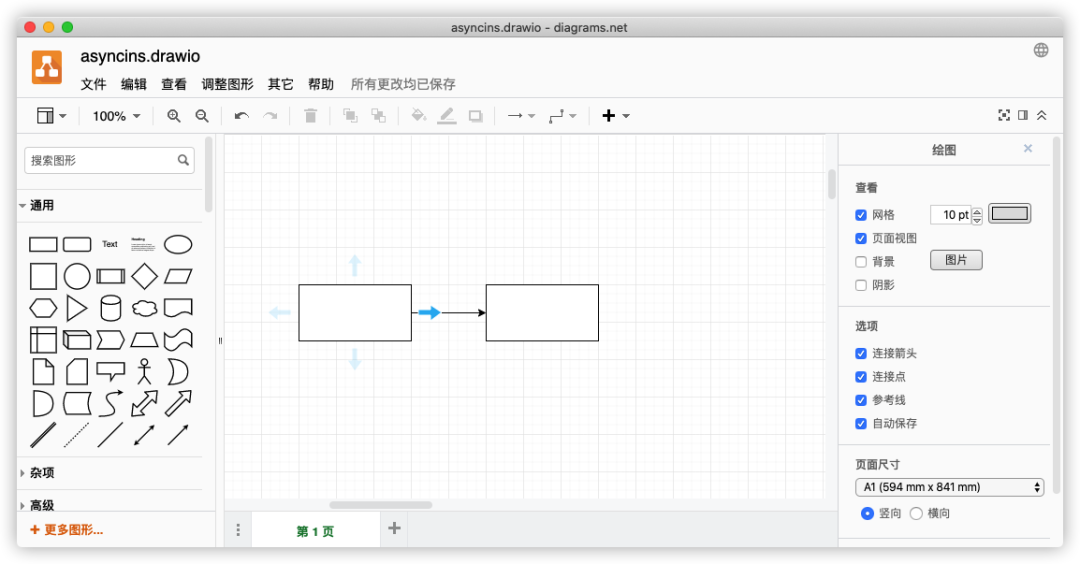 asyncins.drawio - diagrams.net
asyncins.drawio
文件 编辑 查看 调整图形 其它 帮助 所有更改均已保存
100%
搜索图形
通用
Text
Heading
杂项
高级
+ 更多图形...
第 1 页
绘图
查看
网格 10 pt
页面视图
背景 图片
阴影
选项
连接箭头
连接点
参考线
自动保存
页面尺寸
A1 (594 mm x 841 mm)
竖向 横向